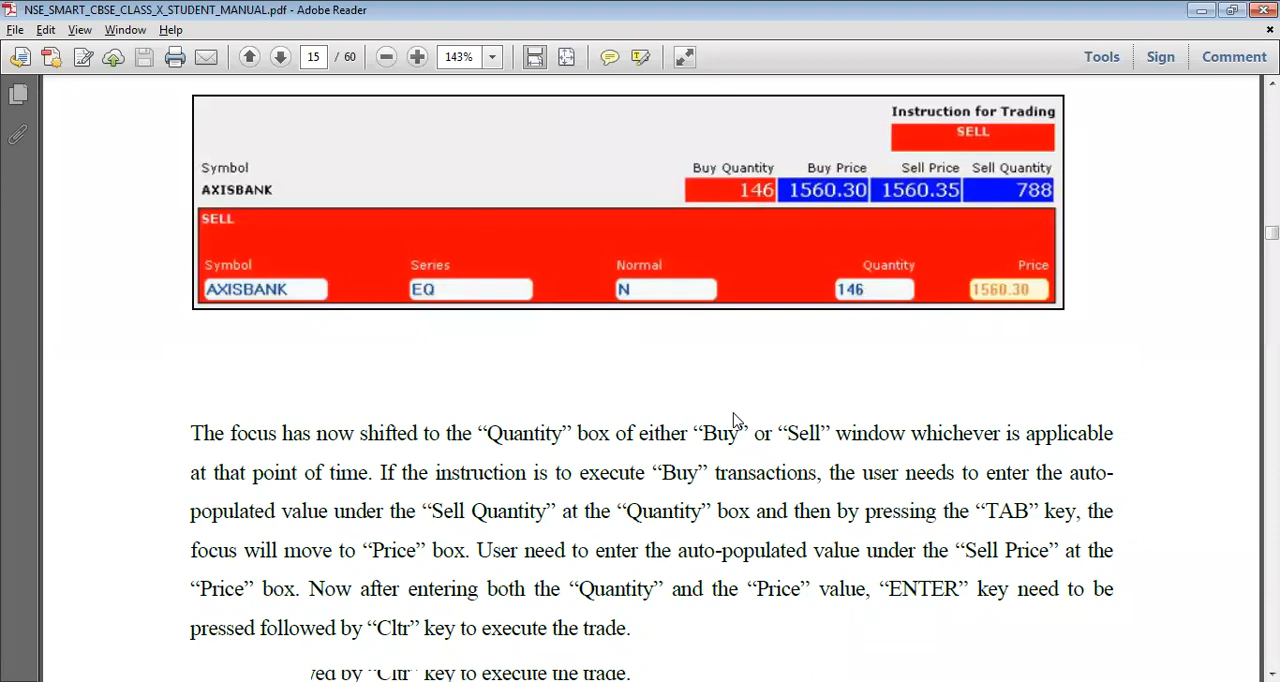 NSE_SMART_CBSE_CLASS_X_STUDENT_MANUAL.pdf - Adobe Reader
File Edit View Window Help
15 / 60 143% Tools Sign Comment
Instruction for Trading
SELL
Symbol Buy Quantity Buy Price Sell Price Sell Quantity
AXISBANK 146 1560.30 1560.35 788
SELL
Symbol Series Normal Quantity Price
AXISBANK EQ N 146 1560.30
The focus has now shifted to the “Quantity” box of either “Buy” or “Sell” window whichever is applicable
at that point of time. If the instruction is to execute “Buy” transactions, the user needs to enter the auto-
populated value under the “Sell Quantity” at the “Quantity” box and then by pressing the “TAB” key, the
focus will move to “Price” box. User need to enter the auto-populated value under the “Sell Price” at the
“Price” box. Now after entering both the “Quantity” and the “Price” value, “ENTER” key need to be
pressed followed by “Cltr” key to execute the trade.
ved by “Cltr” key to execute the trade.